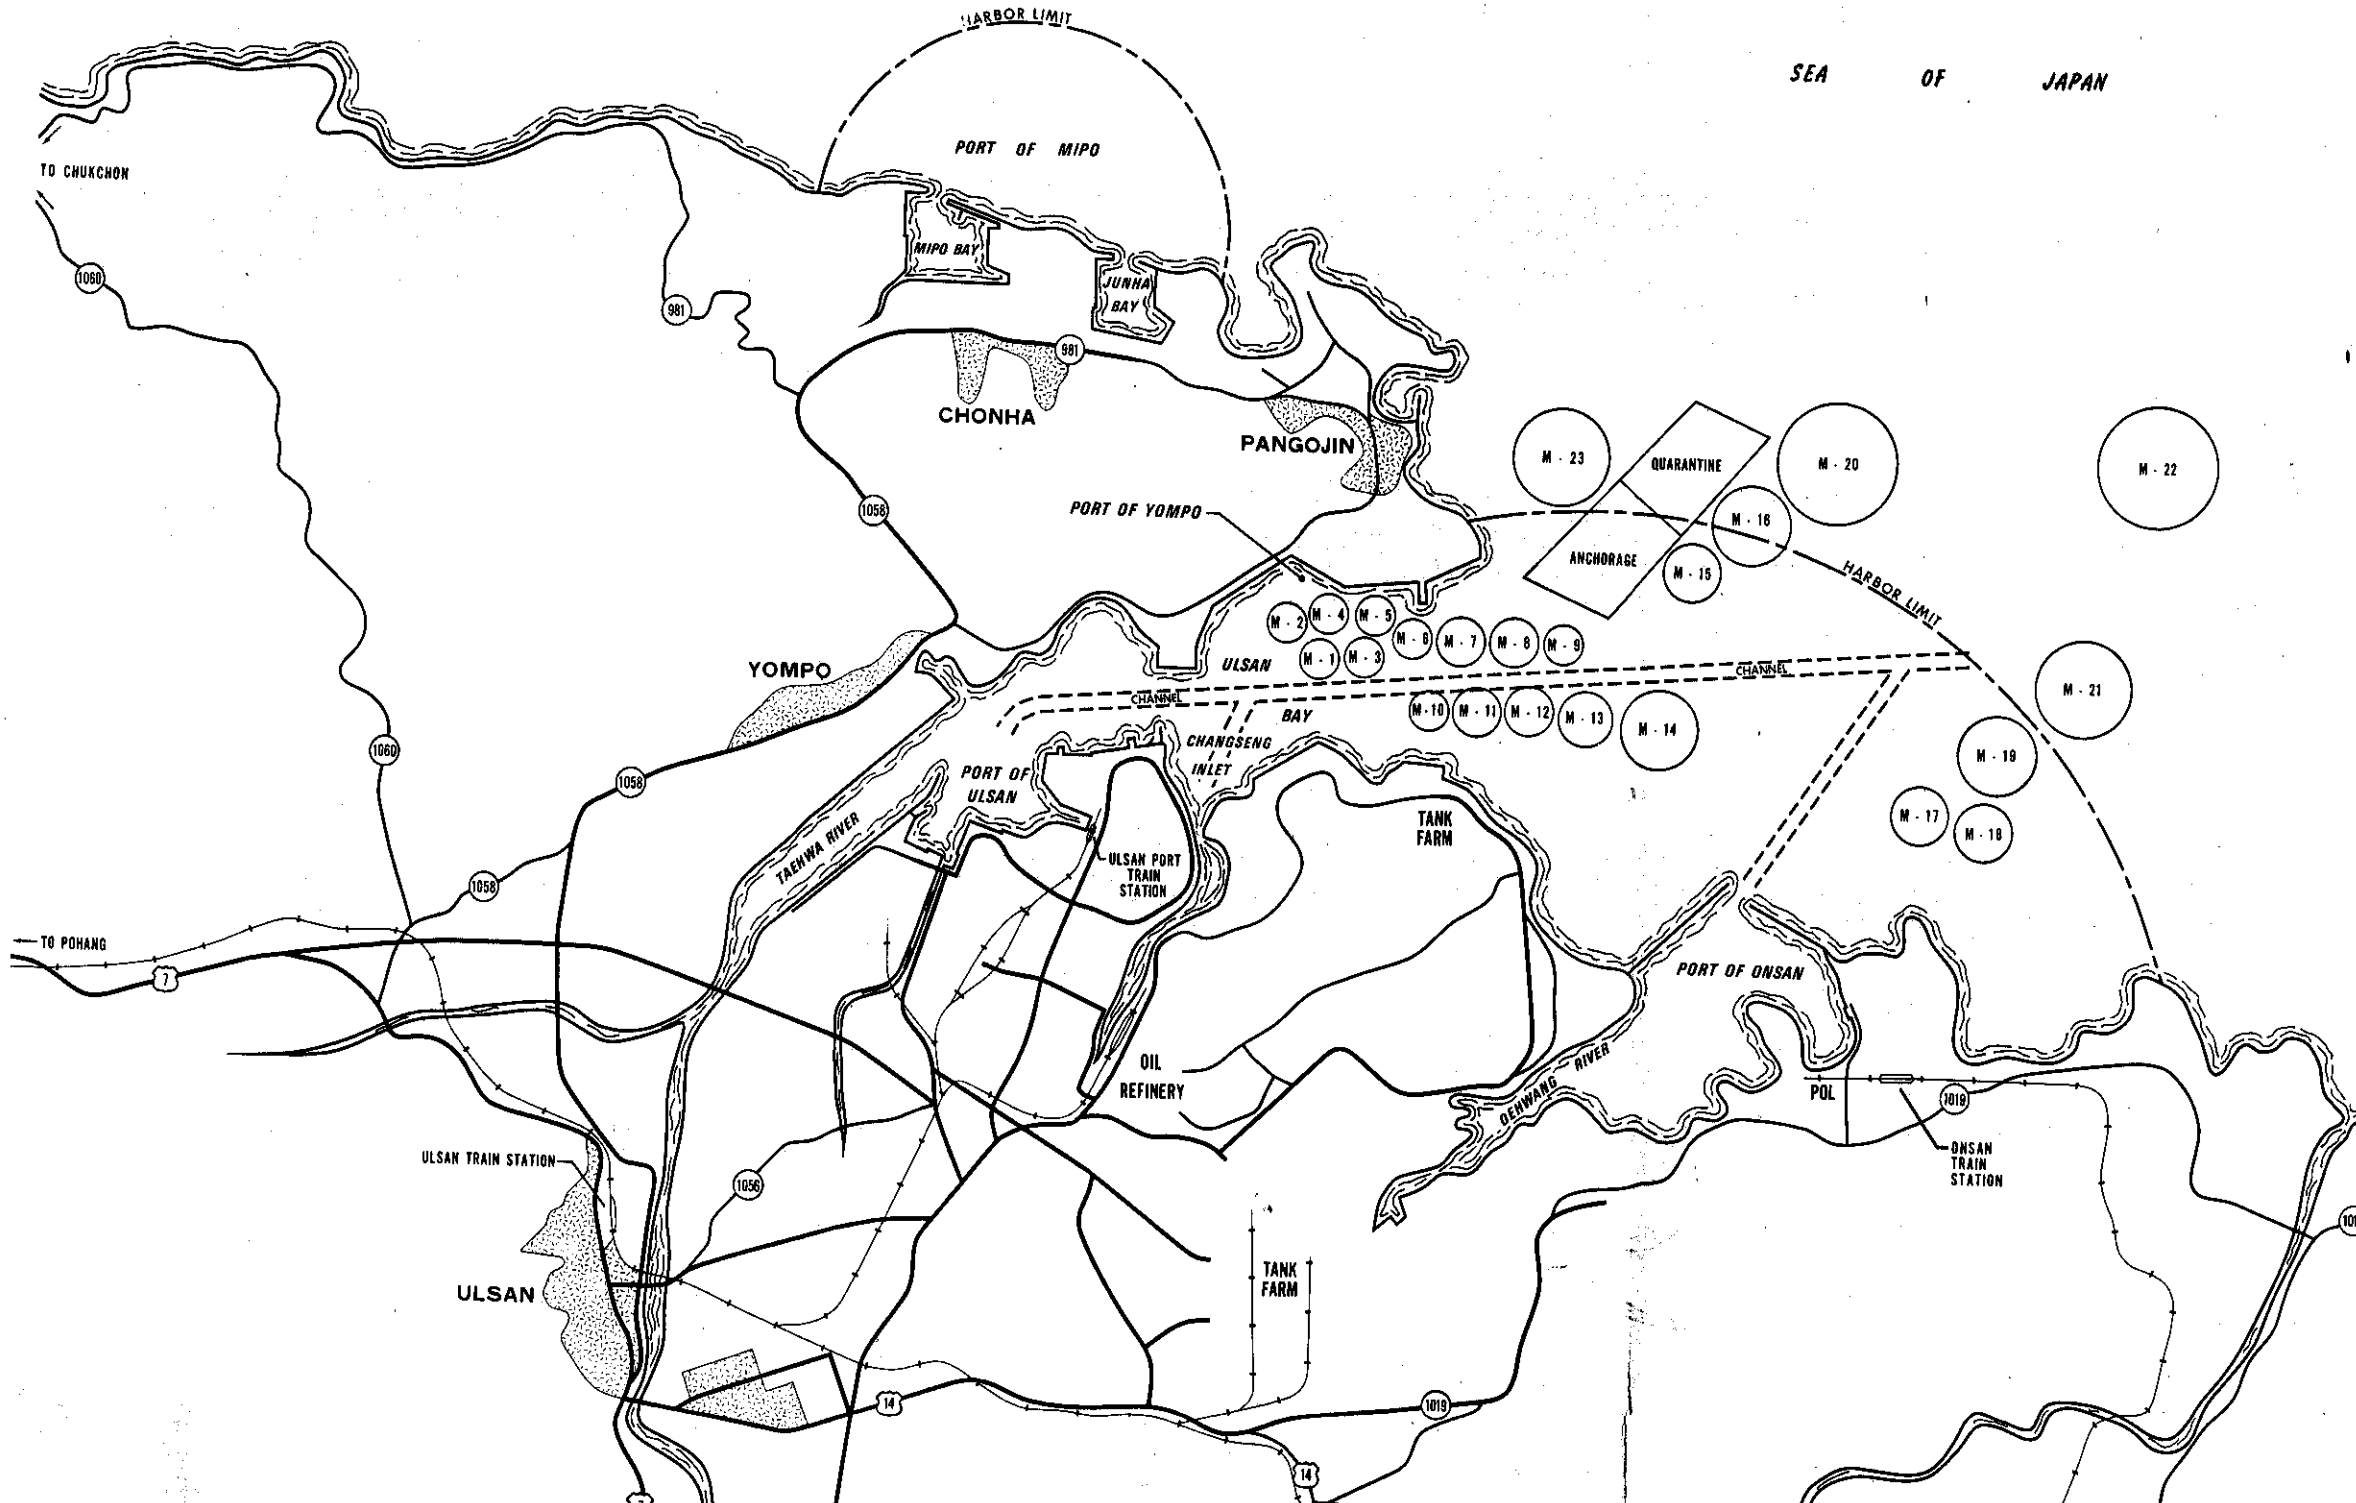 HARBOR LIMIT
SEA OF JAPAN
PORT OF MIPO
TO CHUKCHON
MIPO BAY
1060
JUNHA
BAY
981
981
CHONHA
PANGOJIN
M - 23
QUARANTINE
M - 20
M - 22
1058
PORT OF YOMPO
M - 16
ANCHORAGE
M - 15
HARBOR LIMIT
M - 2
M - 4
M - 5
M - 6
M - 7
M - 8
M - 9
M - 1
M - 3
ULSAN
YOMPO
CHANNEL
CHANNEL
M - 21
M - 10
M - 11
M - 12
M - 13
M - 14
BAY
CHANGSENG
INLET
1060
1058
PORT OF
ULSAN
M - 19
M - 17
M - 18
TANK
FARM
TAEHWA RIVER
ULSAN PORT
TRAIN
STATION
1058
TO POHANG
7
PORT OF ONSAN
OIL
REFINERY
OEHWANG RIVER
POL
1019
ULSAN TRAIN STATION
1056
ONSAN
TRAIN
STATION
ULSAN
TANK
FARM
14
1019
14